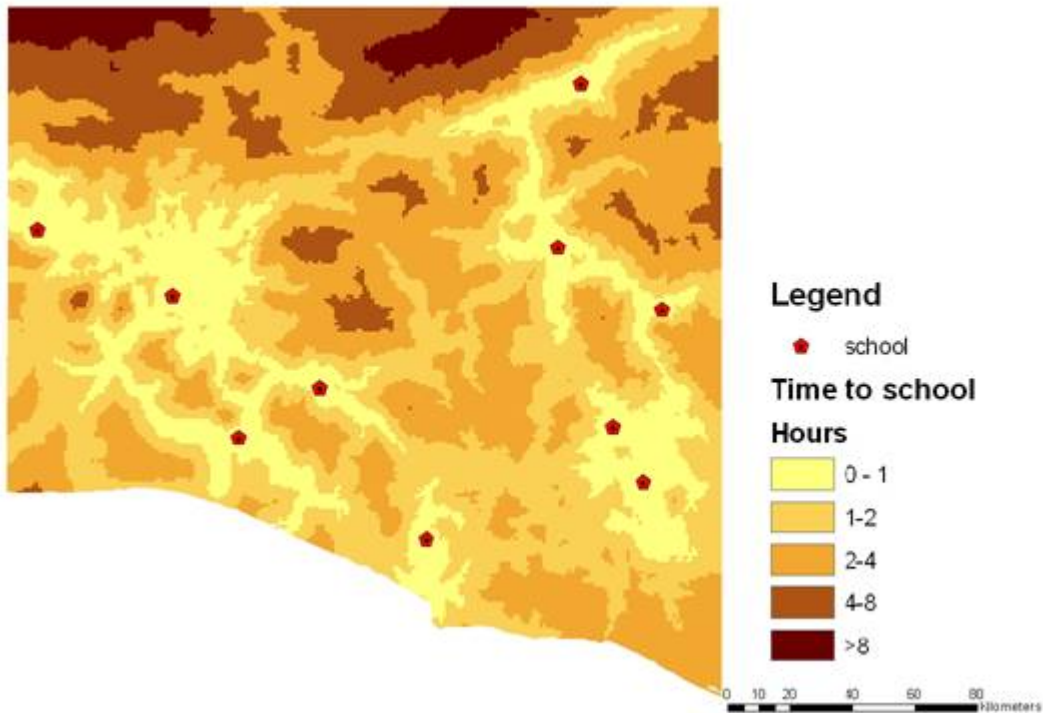 Legend
school
Time to school
Hours
0 - 1
1-2
2-4
4-8
>8
0 10 20 40 60 80
Kilometers